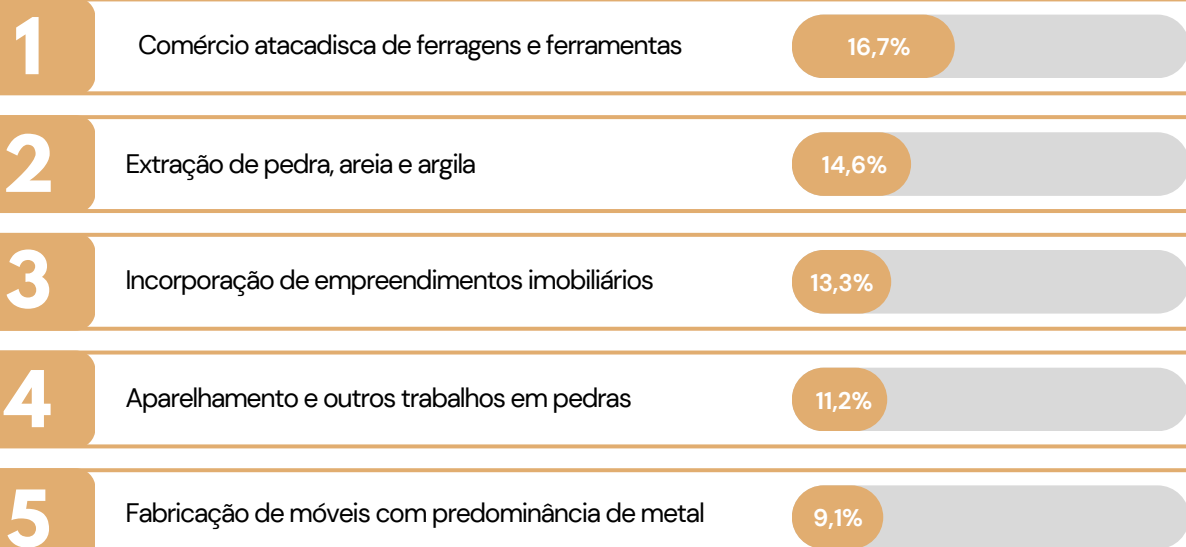 1 Comércio atacadisca de ferragens e ferramentas 16,7%
2 Extração de pedra, areia e argila 14,6%
3 Incorporação de empreendimentos imobiliários 13,3%
4 Aparelhamento e outros trabalhos em pedras 11,2%
5 Fabricação de móveis com predominância de metal 9,1%